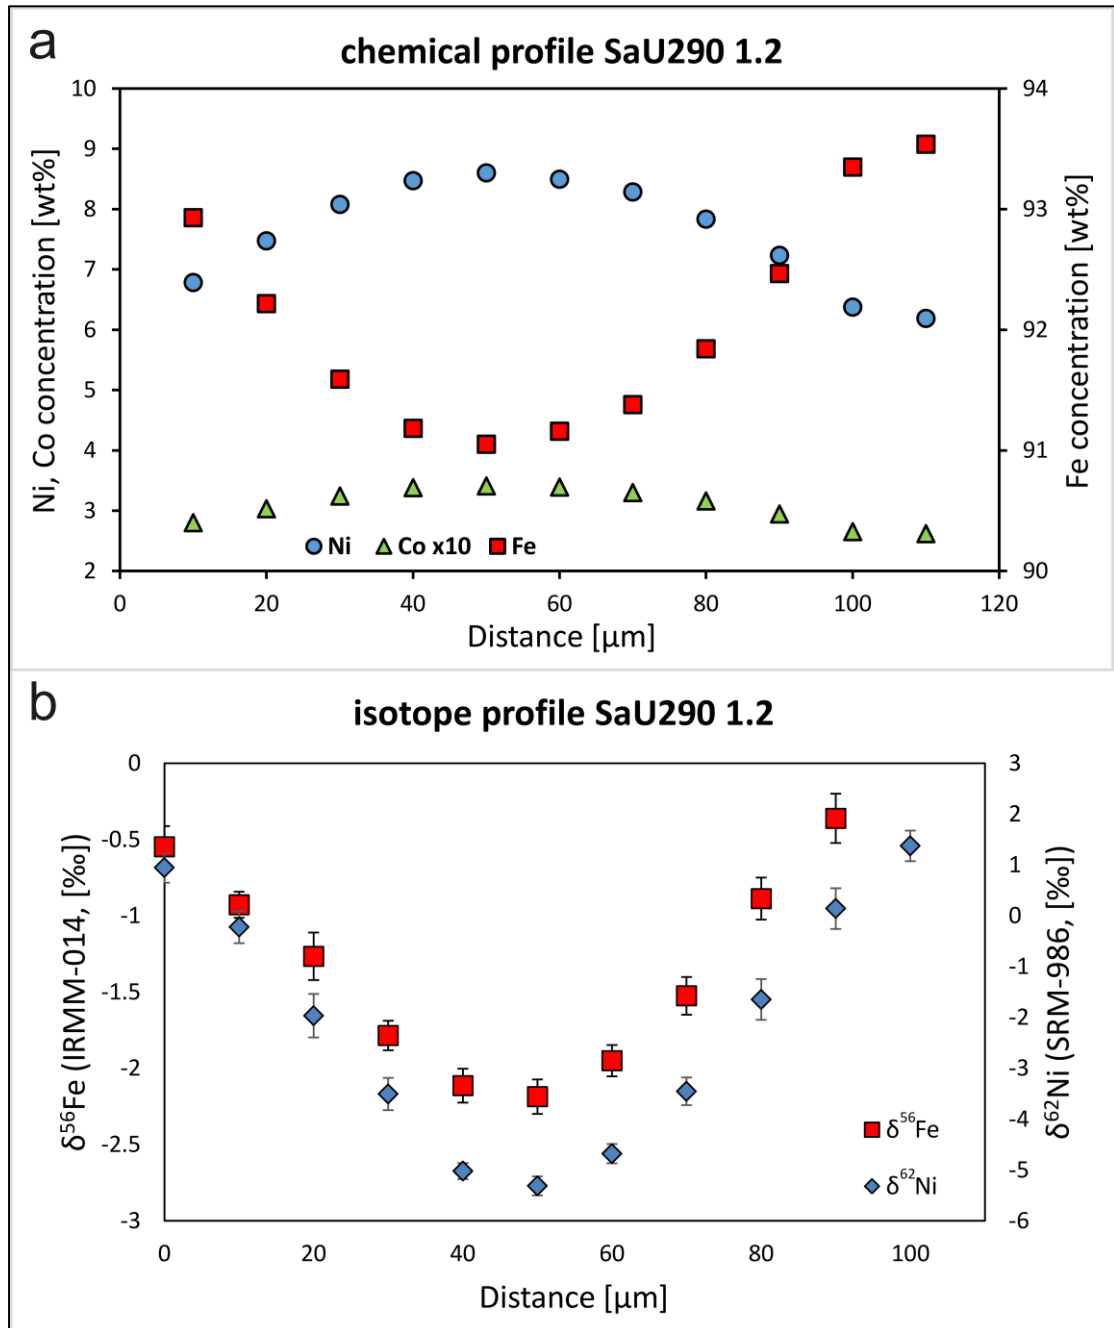 a
chemical profile SaU290 1.2
10
9
8
7
6
5
4
3
2
Ni, Co concentration [wt%]
94
93
92
91
90
Fe concentration [wt%]
Ni Co x10 Fe
0 20 40 60 80 100 120
Distance [µm]
b
isotope profile SaU290 1.2
0
-0.5
-1
-1.5
-2
-2.5
-3
δ⁵⁶Fe (IRMM-014, [‰])
3
2
1
0
-1
-2
-3
-4
-5
-6
δ⁶²Ni (SRM-986, [‰])
δ⁵⁶Fe
δ⁶²Ni
0 20 40 60 80 100
Distance [µm]